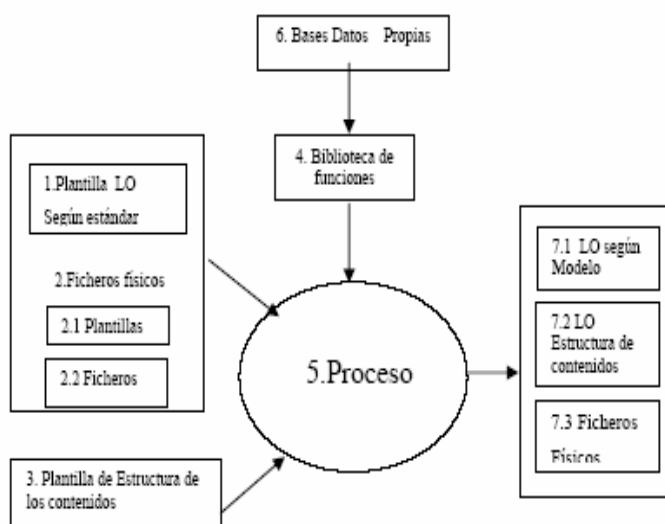 6. Bases Datos Propias
4. Biblioteca de
funciones
1.Plantilla LO
Según estándar
2.Ficheros físicos
2.1 Plantillas
2.2 Ficheros
3. Plantilla de Estructura de
los contenidos
5.Proceso
7.1 LO según
Modelo
7.2 LO
Estructura de
contenidos
7.3 Ficheros
Físicos